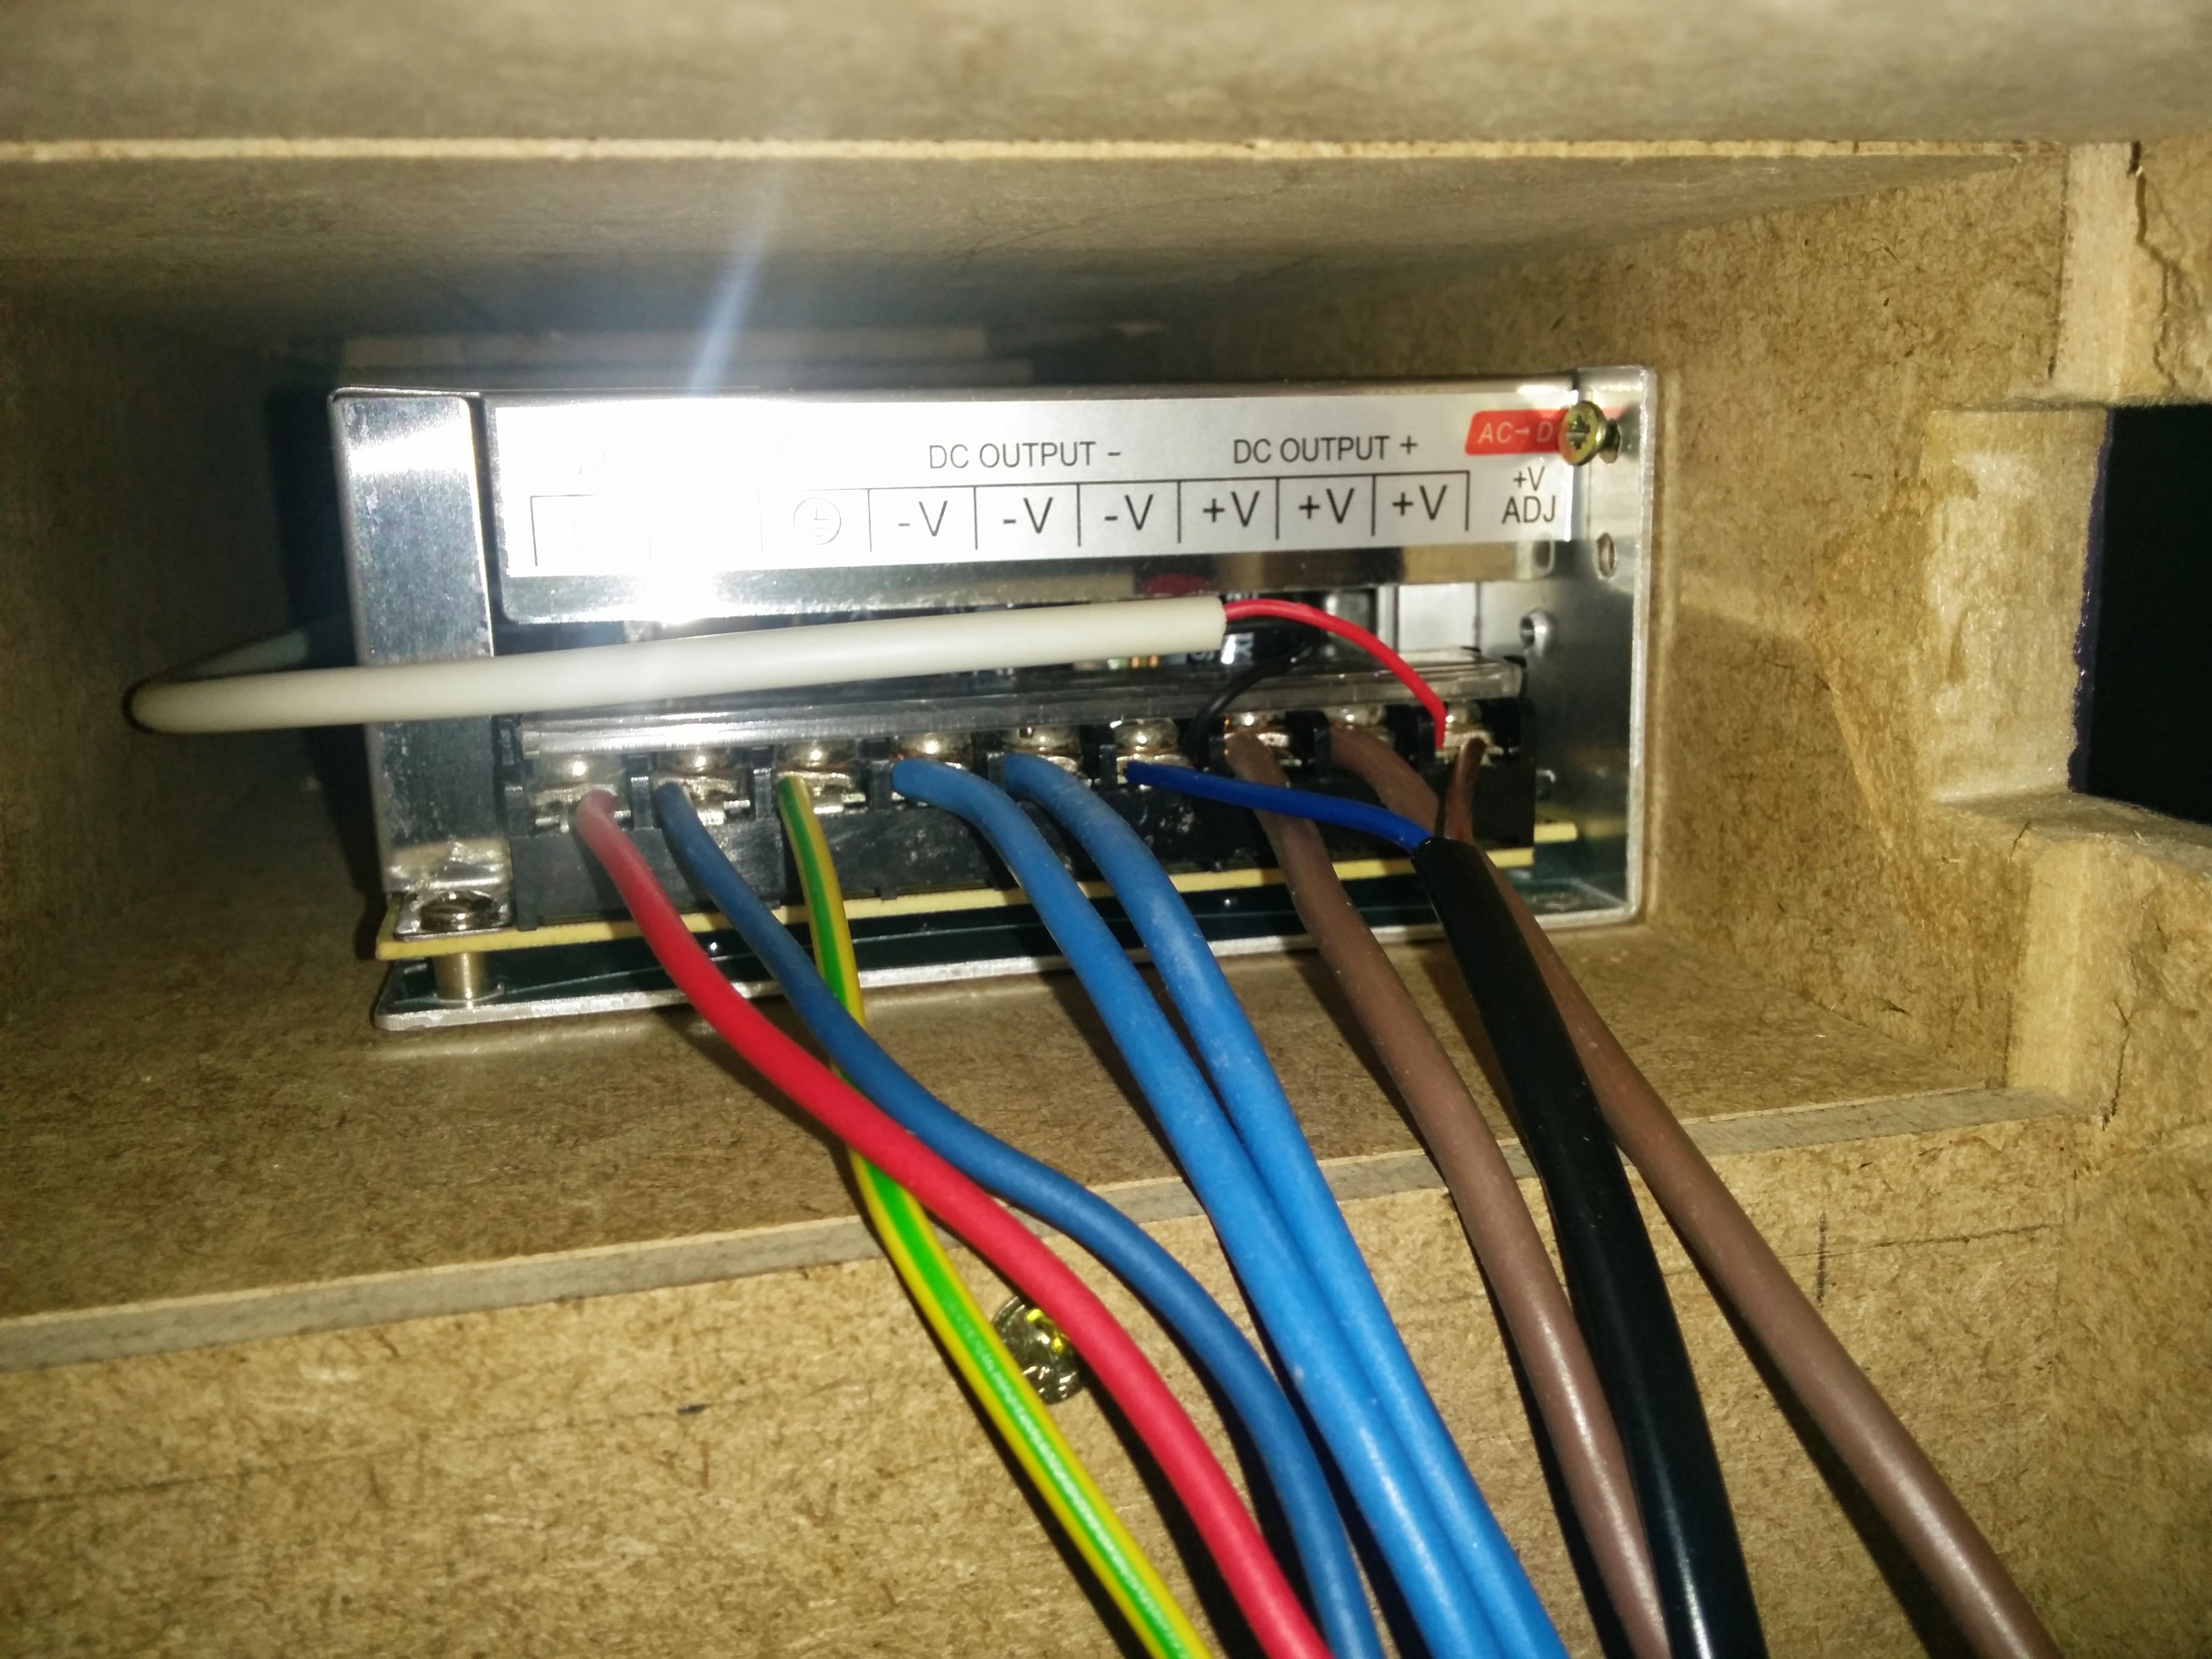 DC OUTPUT - DC OUTPUT + AC→D
-V -V -V +V +V +V +V
ADJ